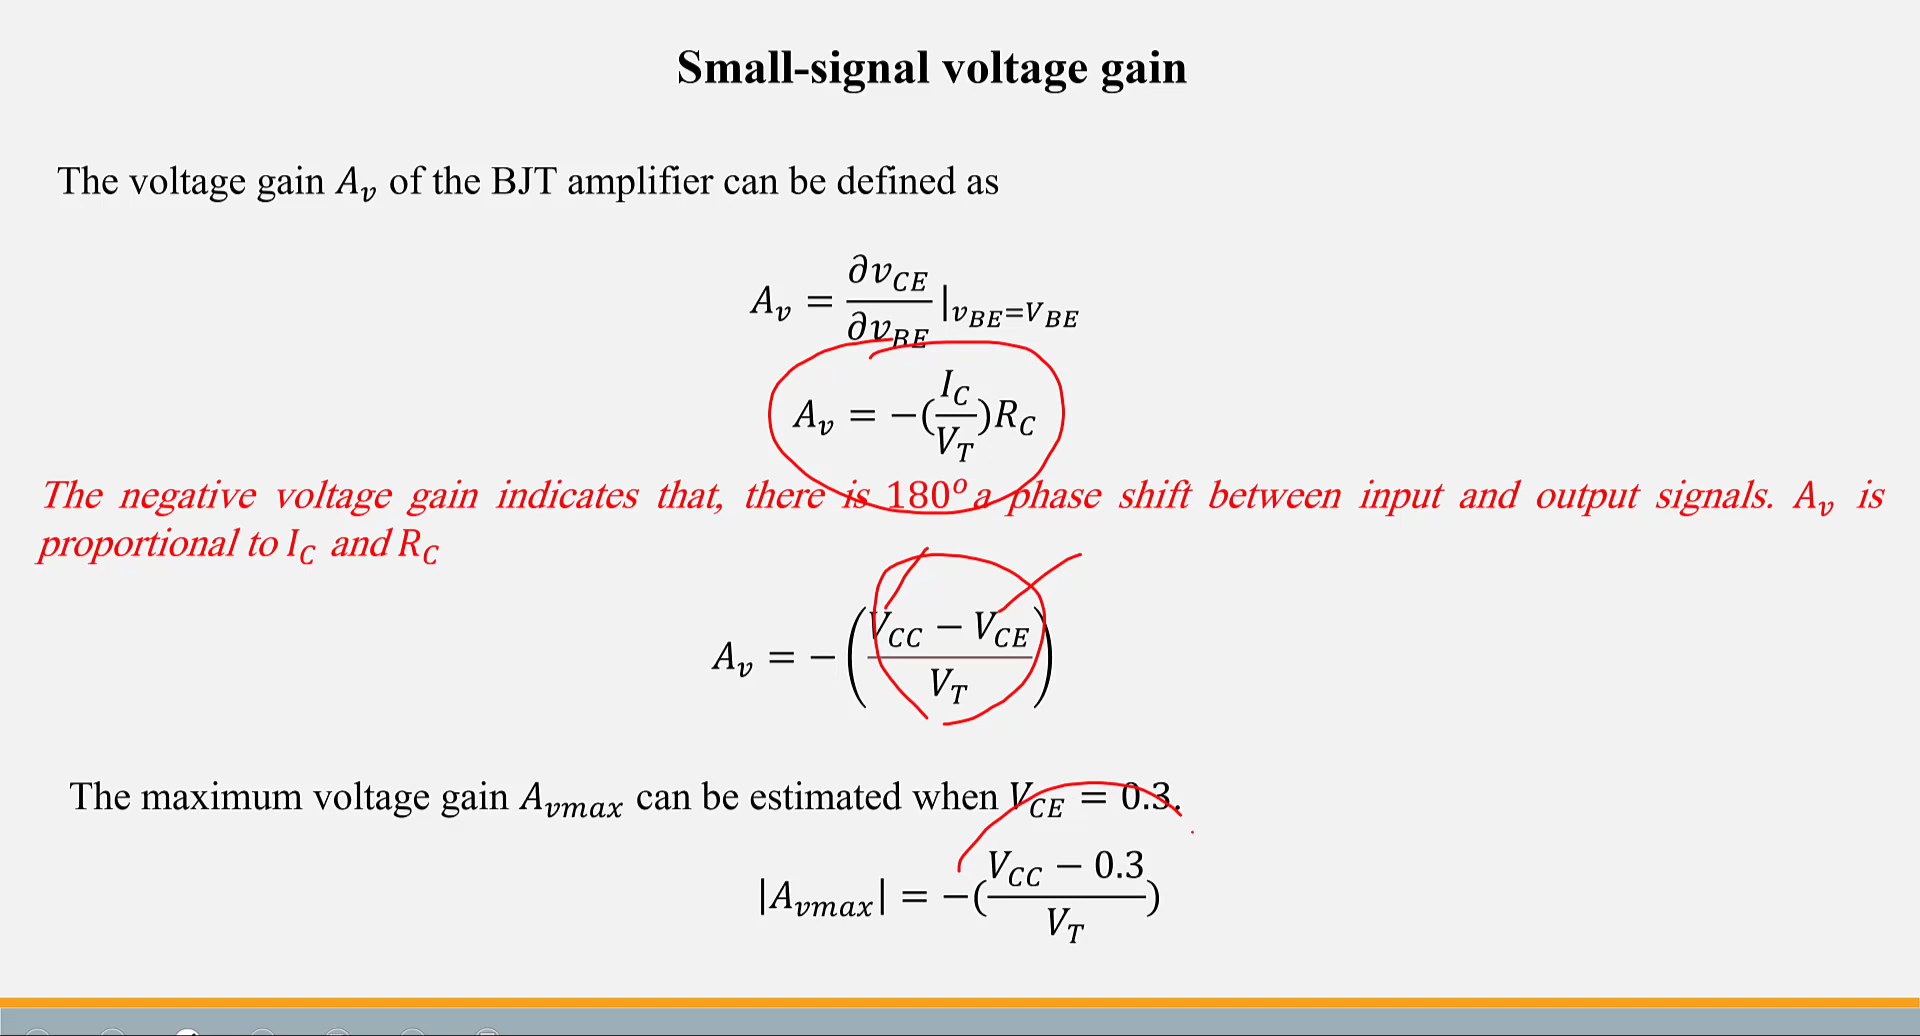 Small-signal voltage gain
The voltage gain A_v of the BJT amplifier can be defined as
A_v = ∂v_CE / ∂v_BE |_{v_BE=V_BE}
A_v = −(I_C / V_T)R_C
The negative voltage gain indicates that, there is 180° a phase shift between input and output signals. A_v is
proportional to I_C and R_C
A_v = −((V_CC − V_CE) / V_T)
The maximum voltage gain A_vmax can be estimated when V_CE = 0.3.
|A_vmax| = −((V_CC − 0.3) / V_T)